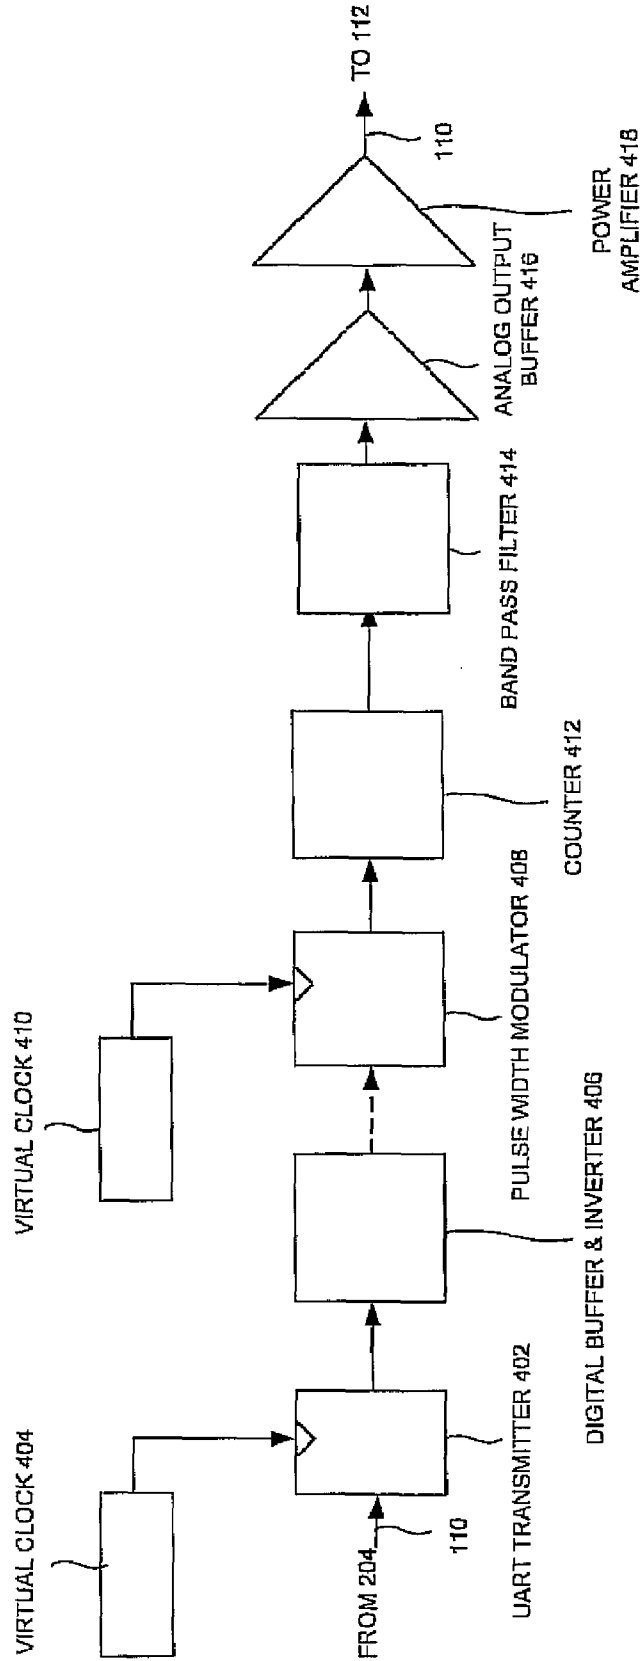 VIRTUAL CLOCK 404
VIRTUAL CLOCK 410
FROM 204
110
UART TRANSMITTER 402
DIGITAL BUFFER & INVERTER 406
PULSE WIDTH MODULATOR 408
COUNTER 412
BAND PASS FILTER 414
ANALOG OUTPUT
BUFFER 416
POWER
AMPLIFIER 418
110
TO 112